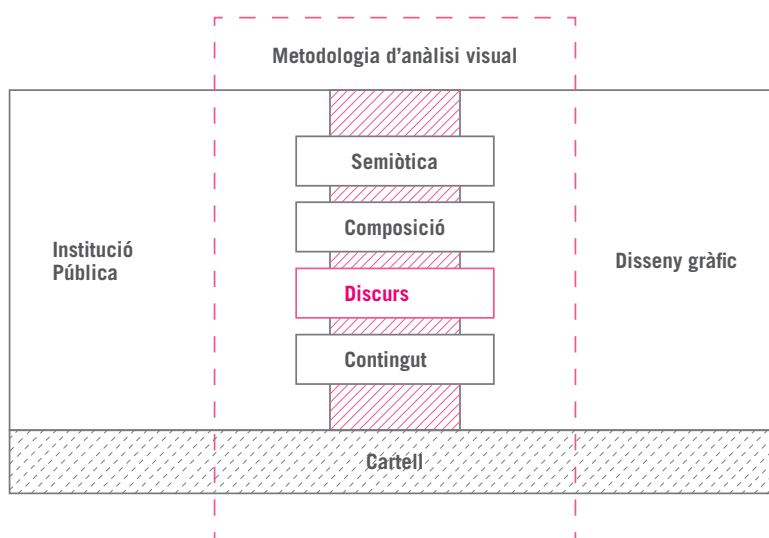 Metodologia d’anàlisi visual
Semiòtica
Composició
Institució
Pública
Disseny gràfic
Discurs
Contingut
Cartell